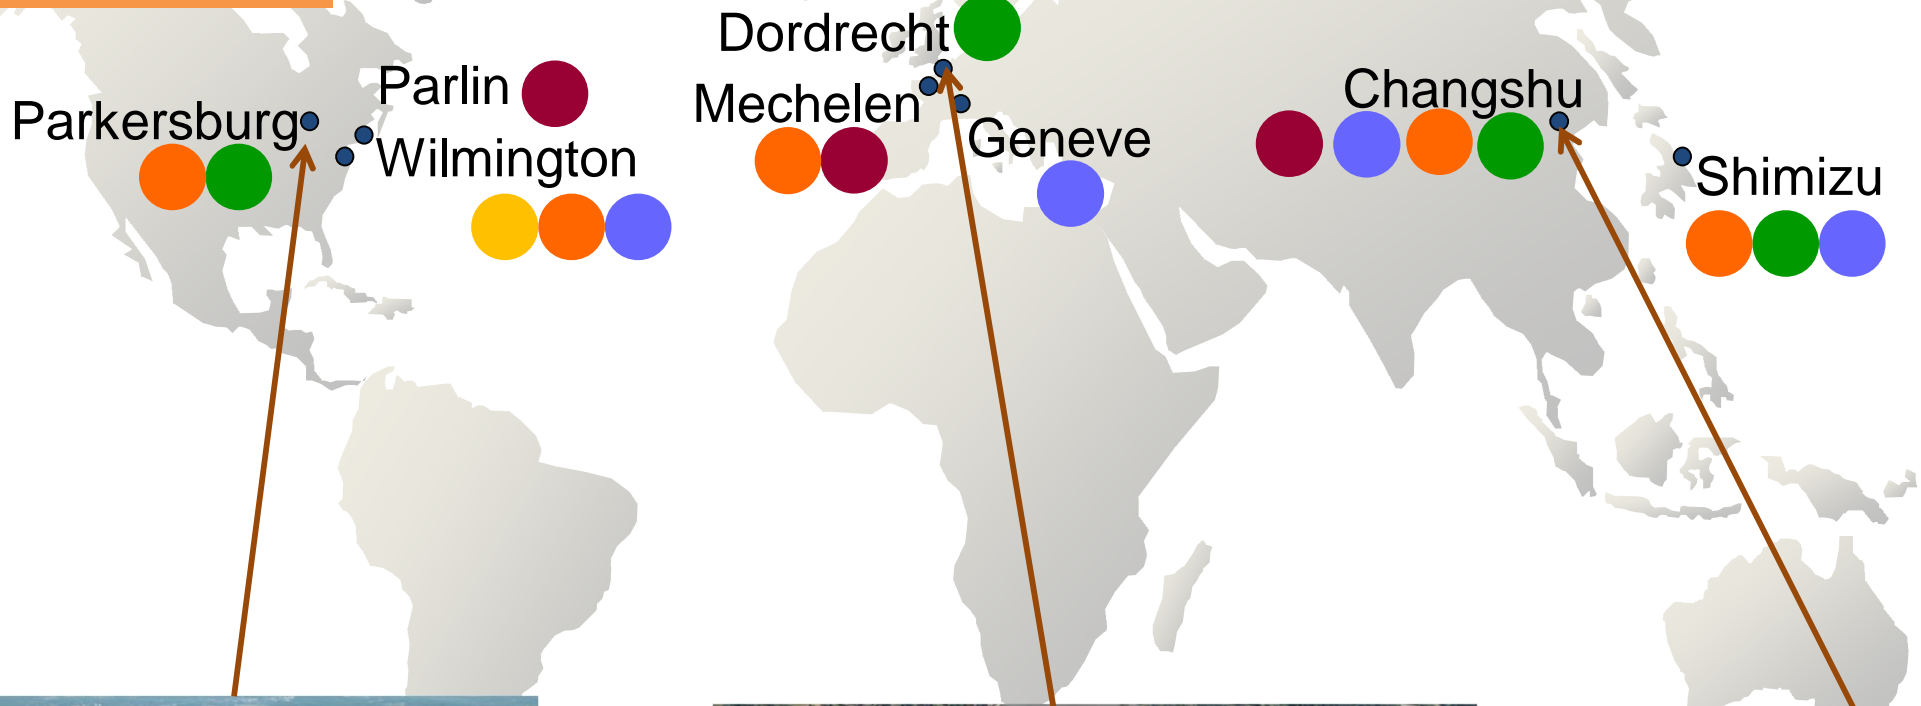 Dordrecht
Parlin
Changshu
Mechelen
Parkersburg
Geneve
Wilmington
Shimizu